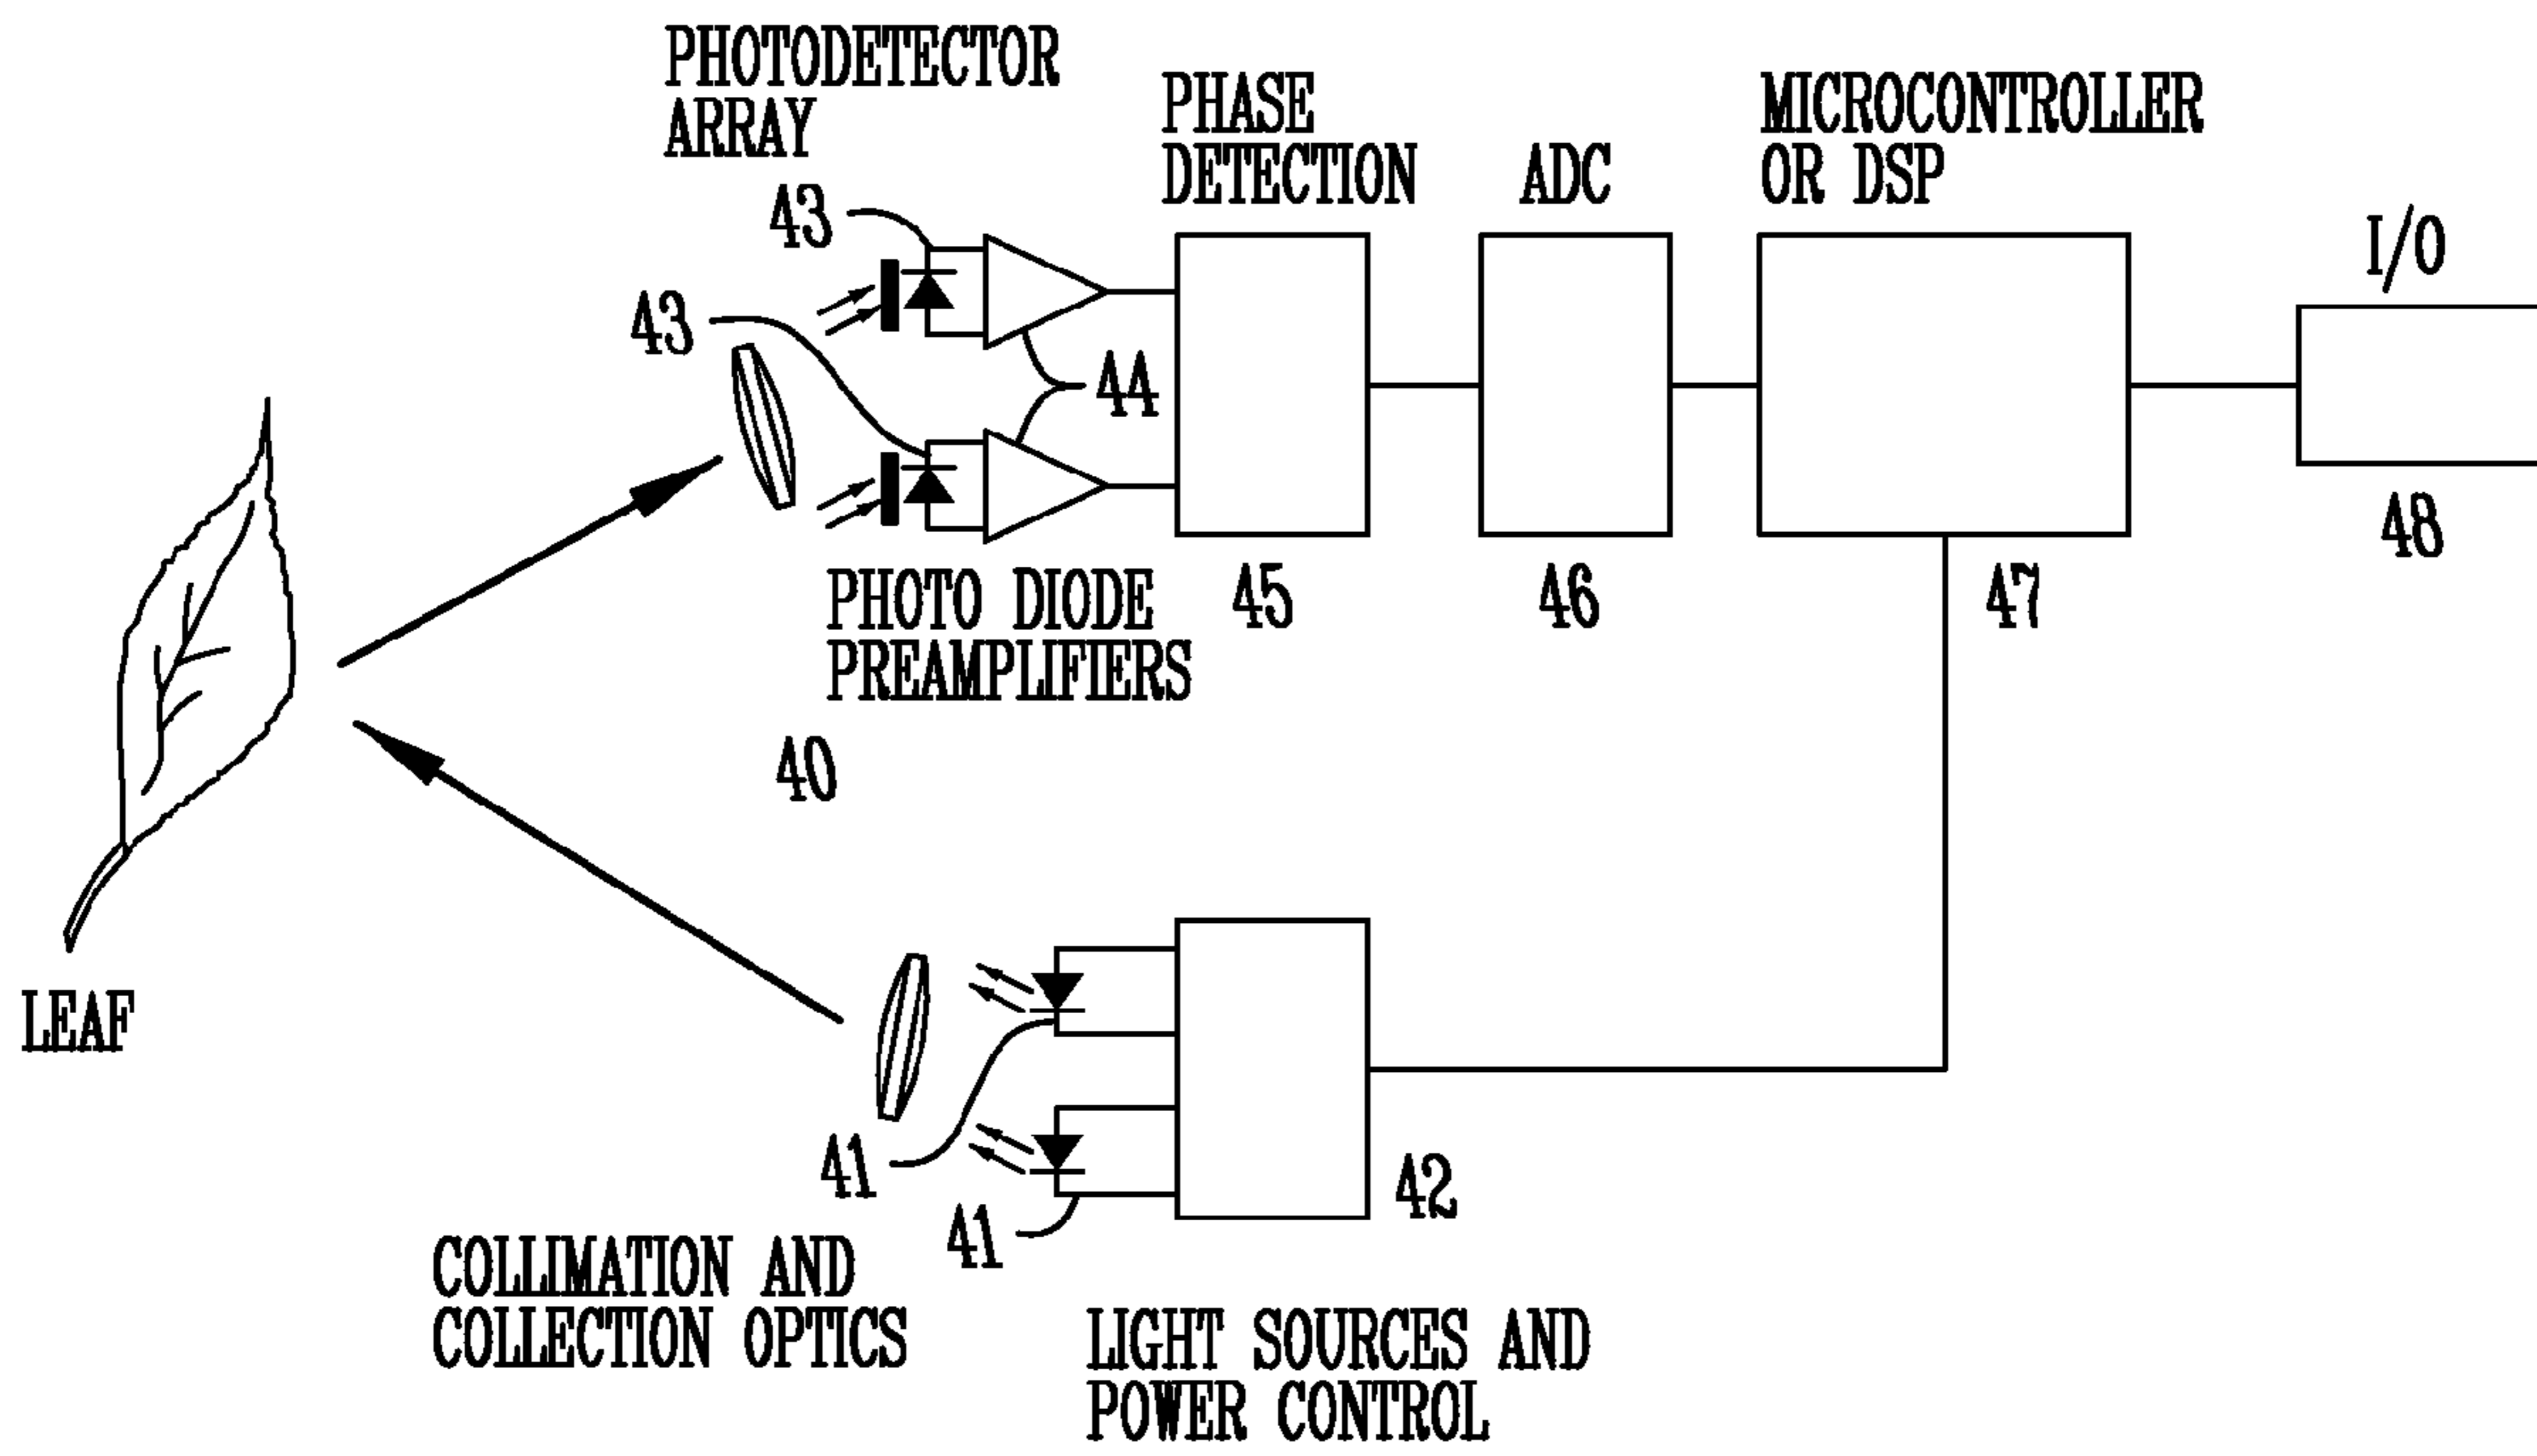 PHOTODETECTOR
ARRAY
PHASE
DETECTION
ADC
MICROCONTROLLER
OR DSP
I/O
43
43
44
45
46
47
48
PHOTO DIODE
PREAMPLIFIERS
40
LEAF
41
41
42
COLLIMATION AND
COLLECTION OPTICS
LIGHT SOURCES AND
POWER CONTROL